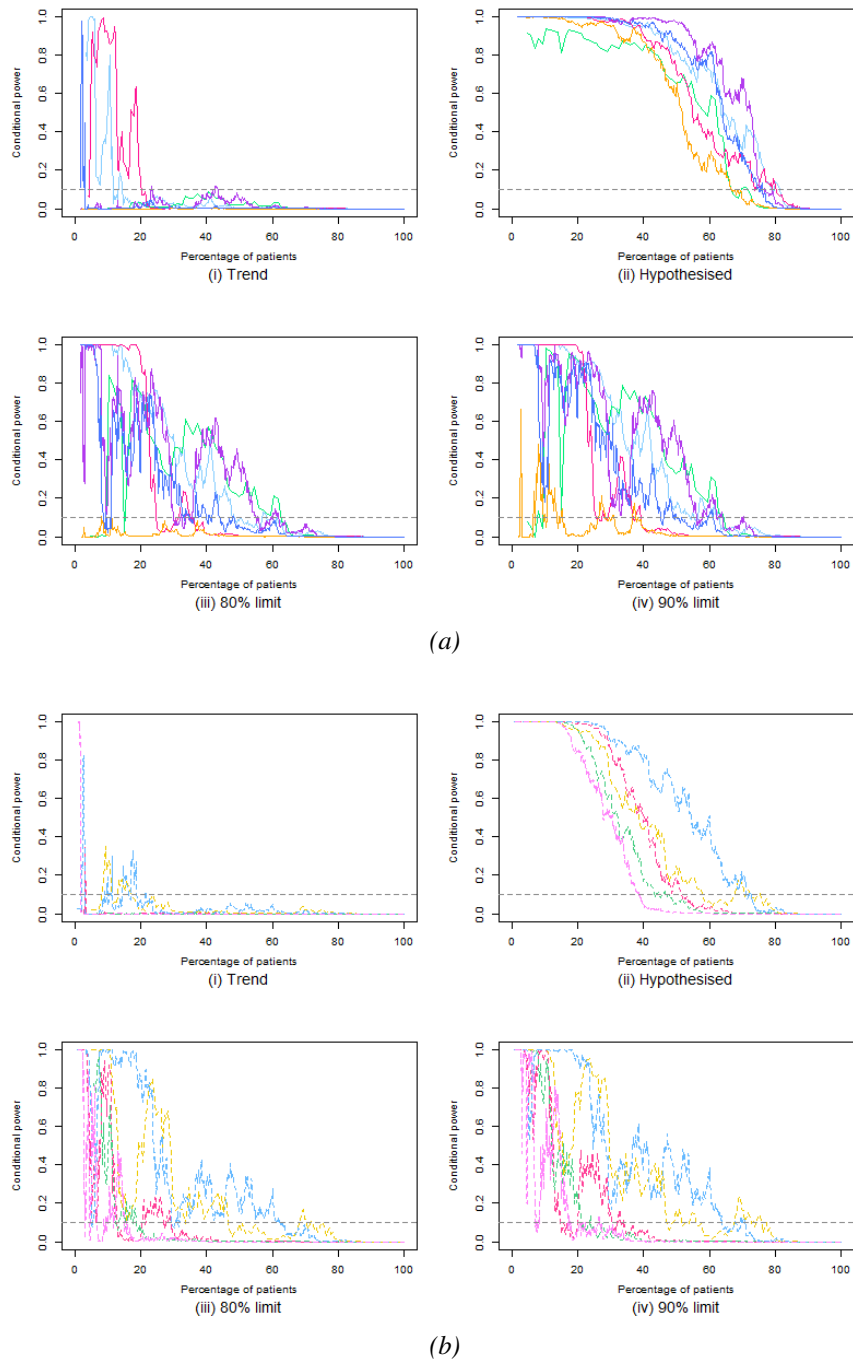 Conditional power
0.0 0.2 0.4 0.6 0.8 1.0
0 20 40 60 80 100
Percentage of patients
(i) Trend
Conditional power
0.0 0.2 0.4 0.6 0.8 1.0
0 20 40 60 80 100
Percentage of patients
(ii) Hypothesised
Conditional power
0.0 0.2 0.4 0.6 0.8 1.0
0 20 40 60 80 100
Percentage of patients
(iii) 80% limit
Conditional power
0.0 0.2 0.4 0.6 0.8 1.0
0 20 40 60 80 100
Percentage of patients
(iv) 90% limit
(a)
Conditional power
0.0 0.2 0.4 0.6 0.8 1.0
0 20 40 60 80 100
Percentage of patients
(i) Trend
Conditional power
0.0 0.2 0.4 0.6 0.8 1.0
0 20 40 60 80 100
Percentage of patients
(ii) Hypothesised
Conditional power
0.0 0.2 0.4 0.6 0.8 1.0
0 20 40 60 80 100
Percentage of patients
(iii) 80% limit
Conditional power
0.0 0.2 0.4 0.6 0.8 1.0
0 20 40 60 80 100
Percentage of patients
(iv) 90% limit
(b)